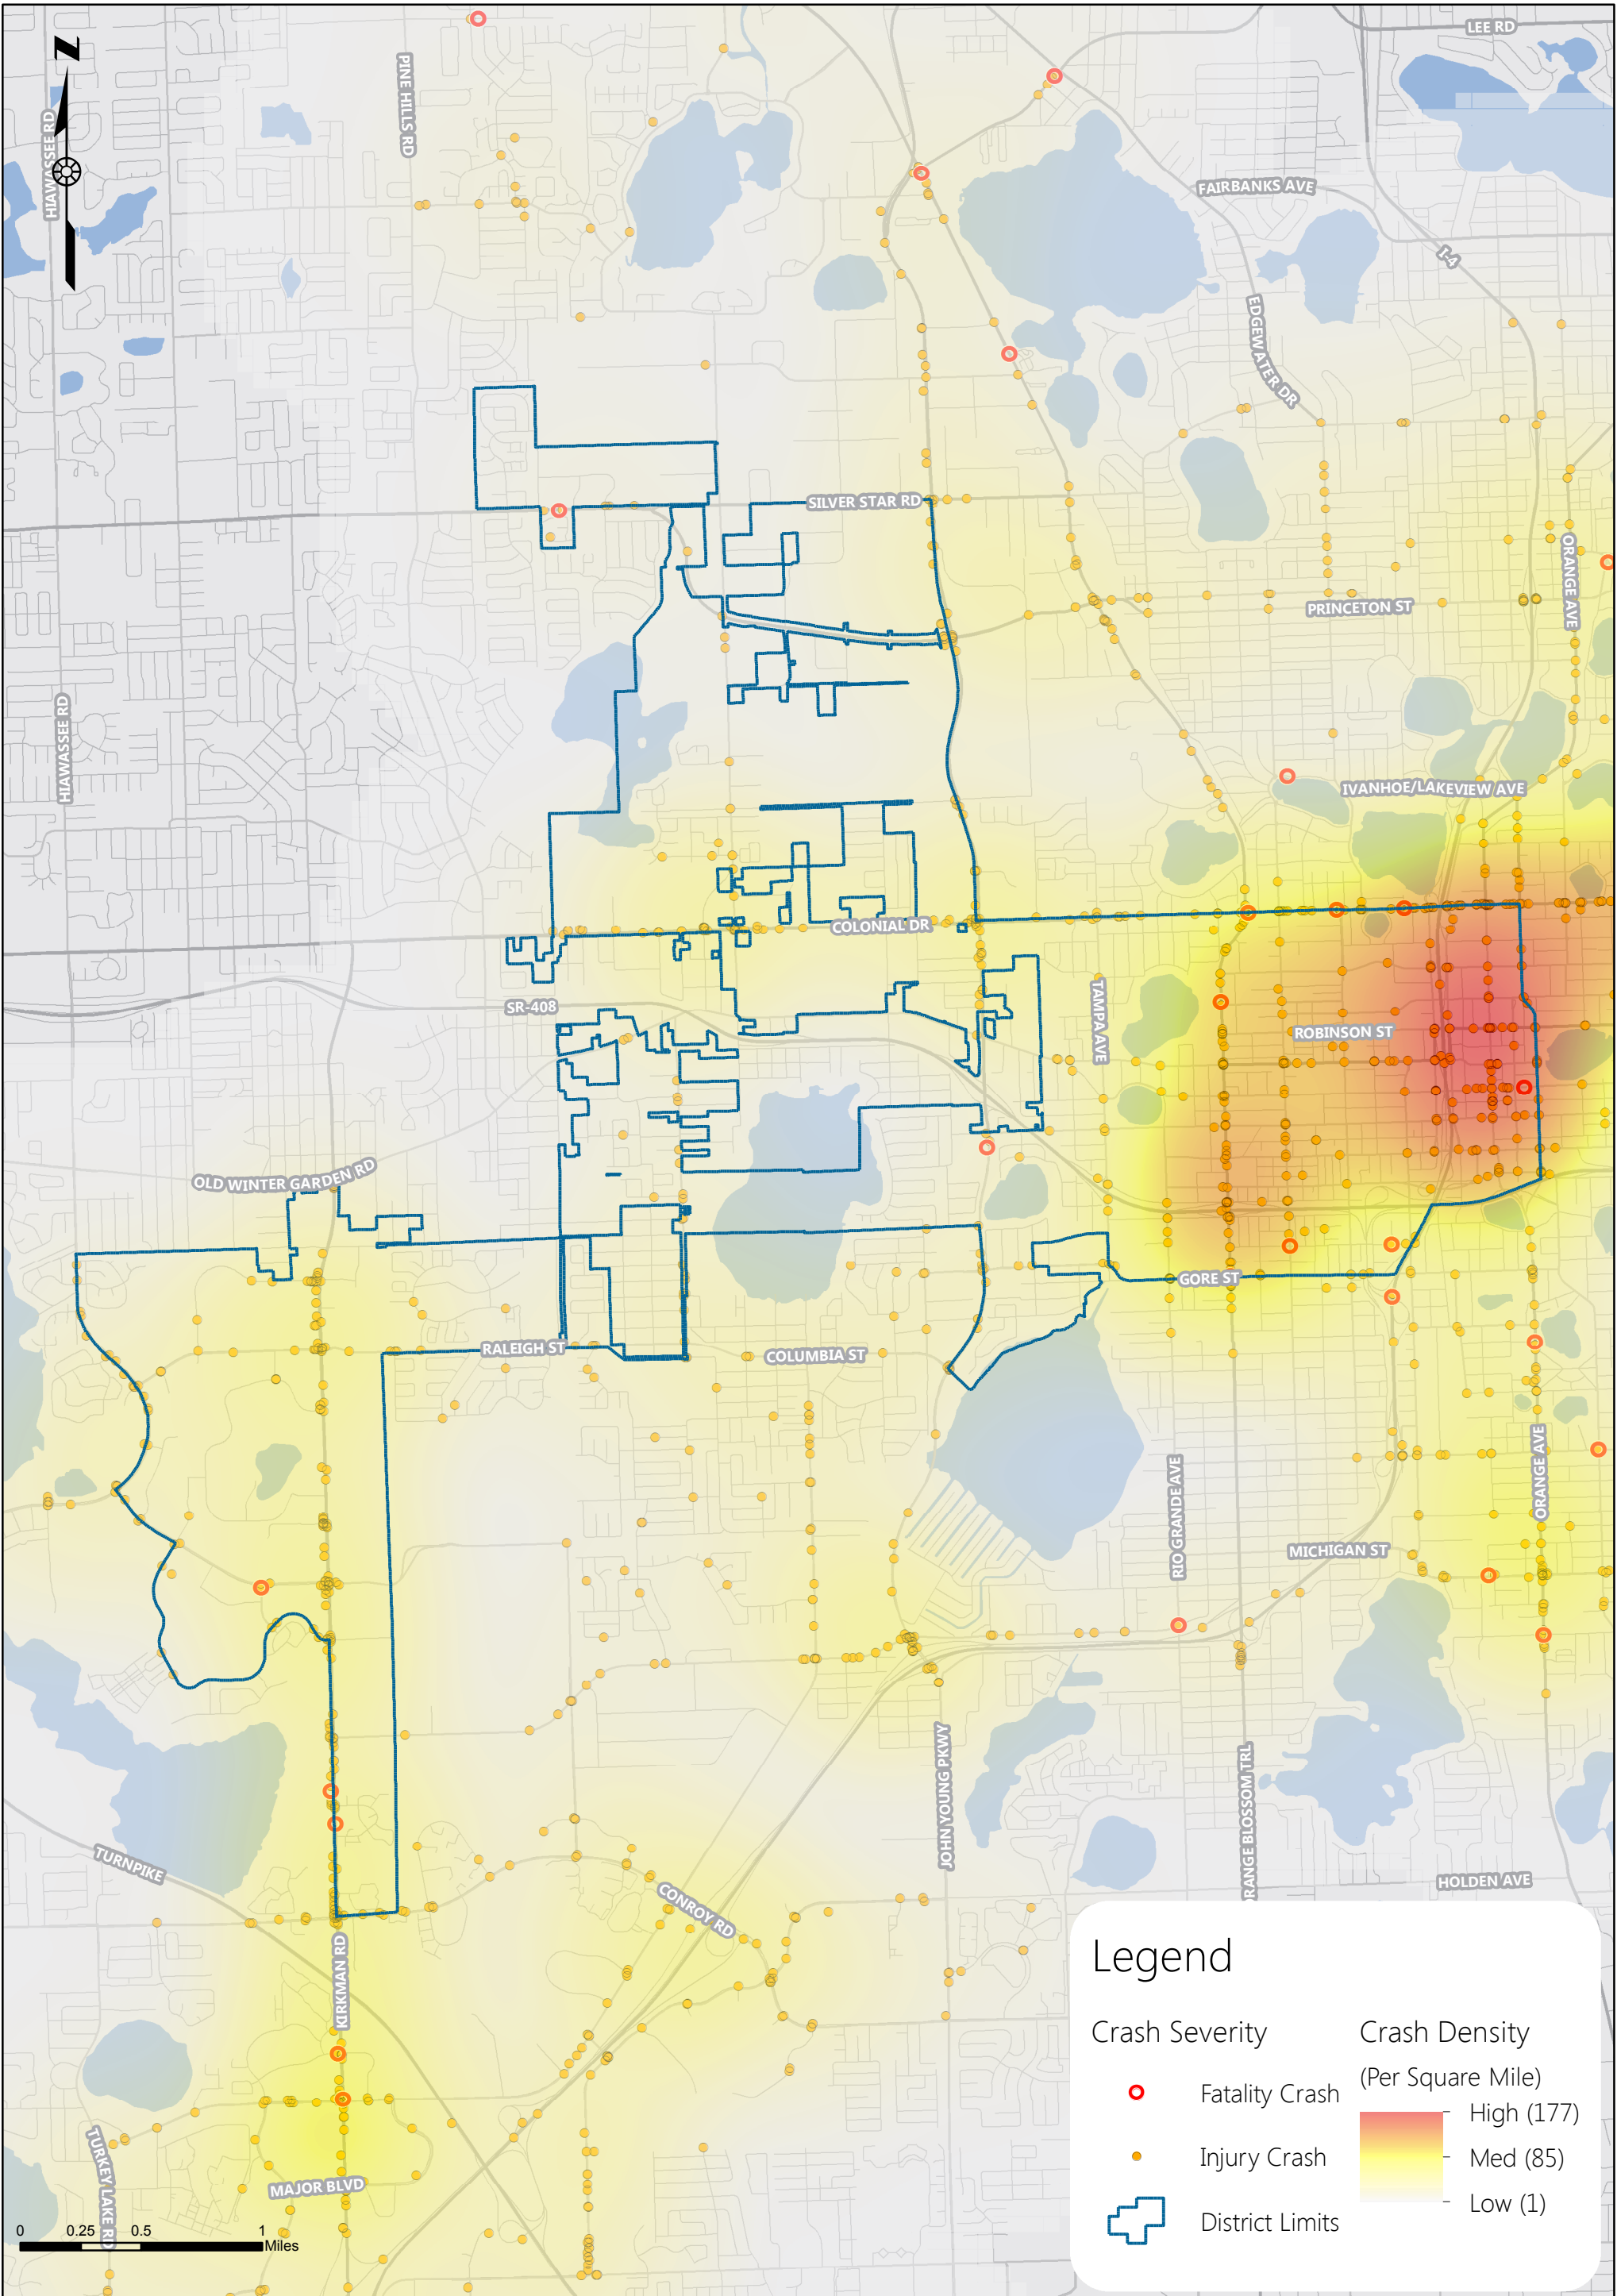 LEE RD
N
PINE HILLS RD
HIAWASSEE RD
FAIRBANKS AVE
I-4
EDGEWATER DR
SILVER STAR RD
ORANGE AVE
PRINCETON ST
HIAWASSEE RD
IVANHOE/LAKEVIEW AVE
COLONIAL DR
SR-408
TAMPA AVE
ROBINSON ST
OLD WINTER GARDEN RD
GORE ST
RALEIGH ST
COLUMBIA ST
ORANGE AVE
RIO GRANDE AVE
MICHIGAN ST
JOHN YOUNG PKWY
ORANGE BLOSSOM TRL
TURNPIKE
HOLDEN AVE
CONROY RD
KIRKMAN RD
TURKEY LAKE RD
MAJOR BLVD
0 0.25 0.5 1
Miles
Legend
Crash Severity
Fatality Crash
Injury Crash
District Limits
Crash Density
(Per Square Mile)
High (177)
Med (85)
Low (1)